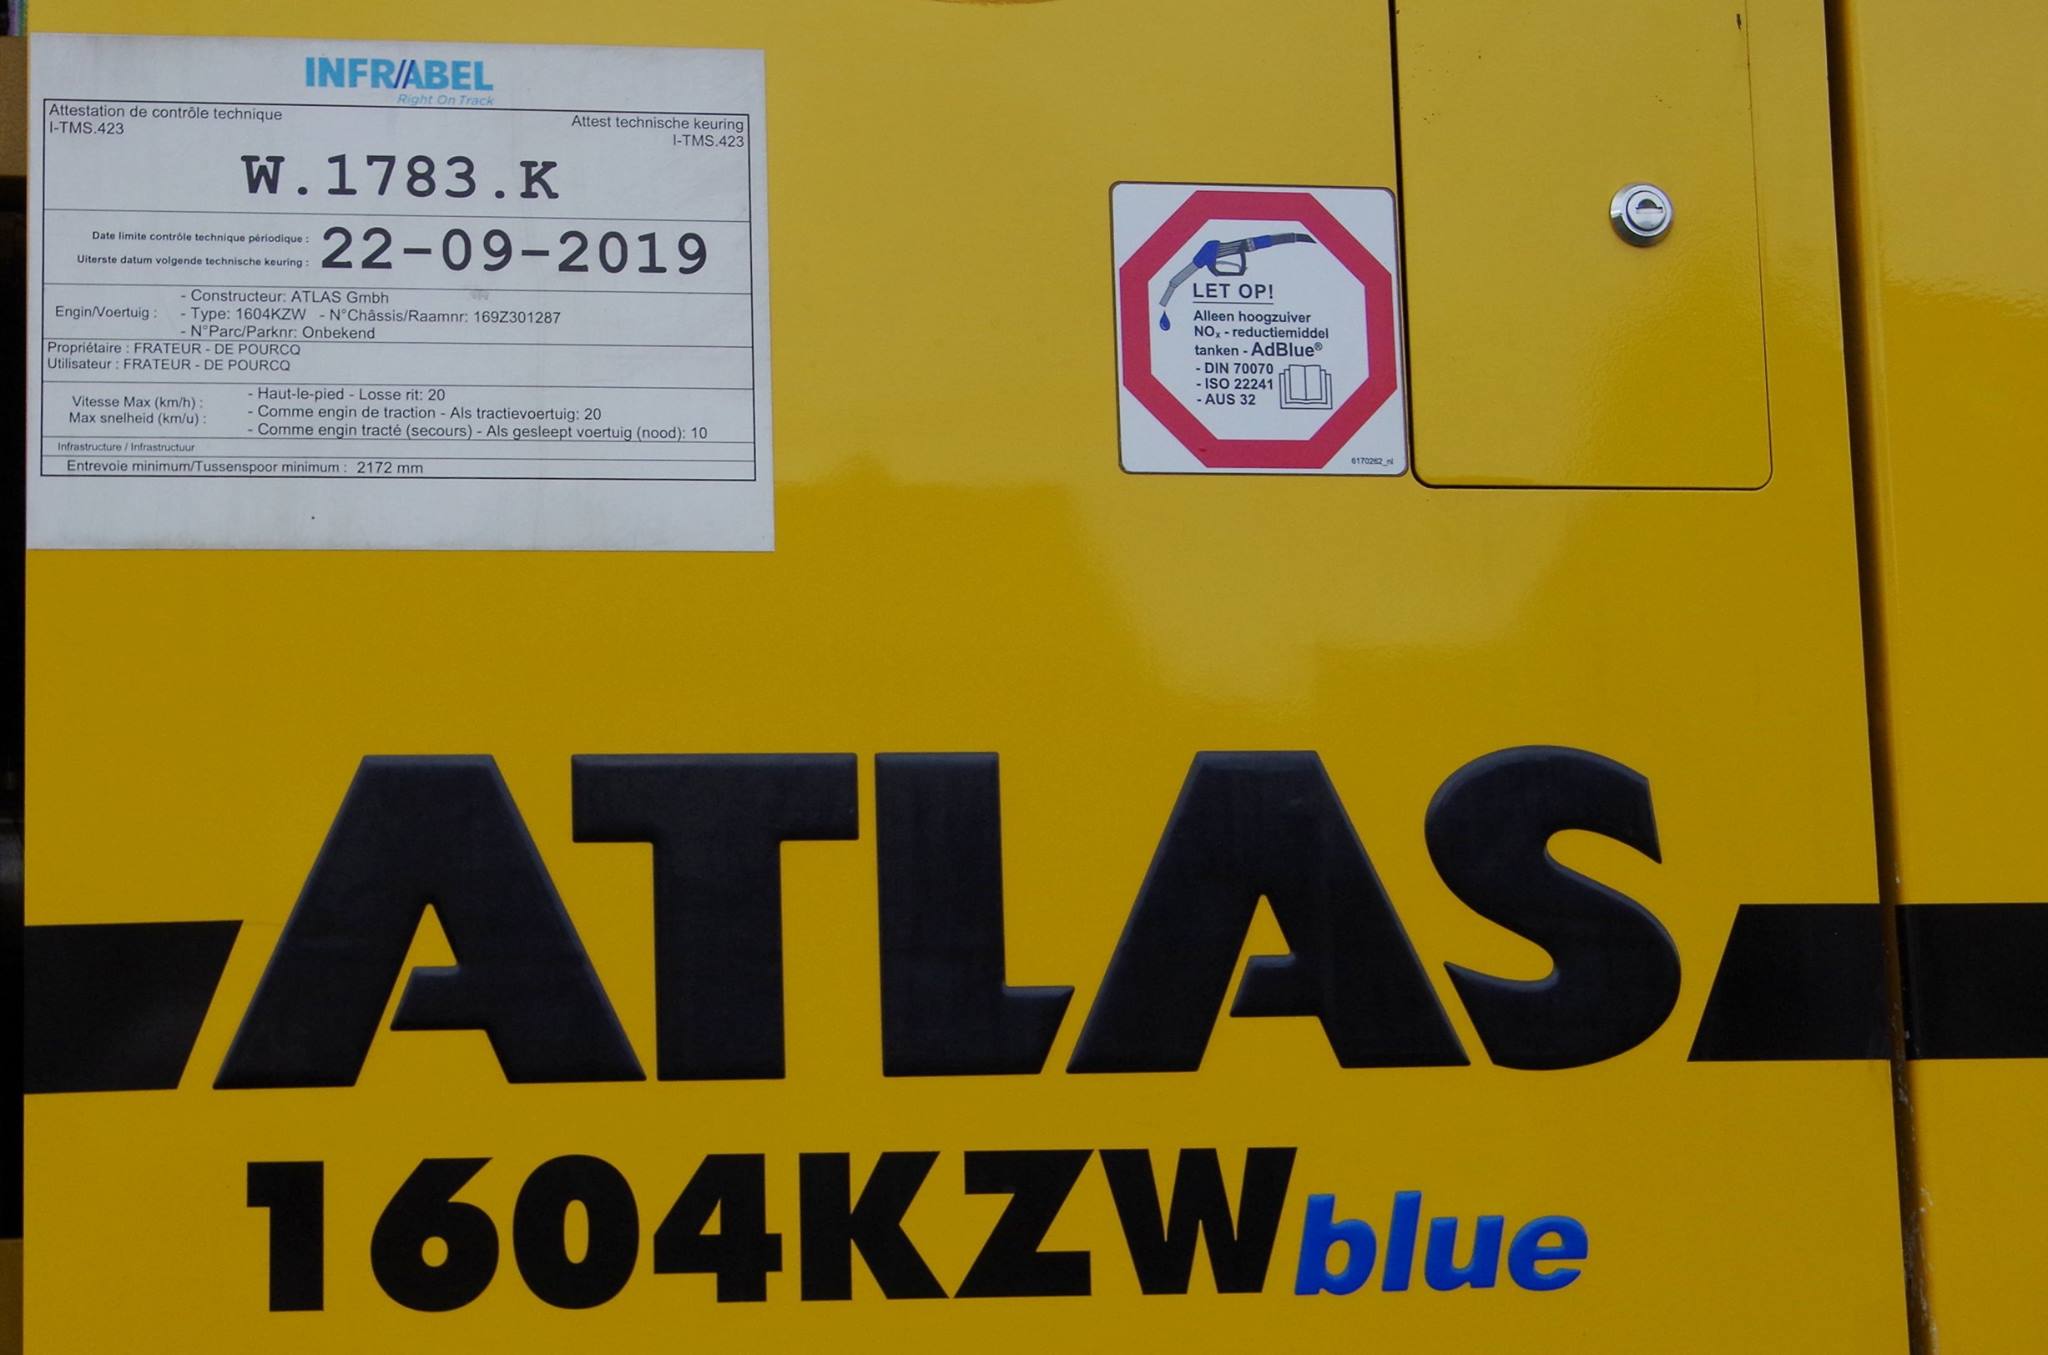 INFRABEL
Right On Track
Attestation de contrôle technique
I-TMS.423
Attest technische keuring
I-TMS.423
W.1783.K
Date limite contrôle technique périodique :
Uiterste datum volgende technische keuring :
22-09-2019
Engin/Voertuig :
- Constructeur: ATLAS Gmbh
- Type: 1604KZW - N°Châssis/Raamnr: 169Z301287
- N°Parc/Parknr: Onbekend
Propriétaire : FRATEUR - DE POURCQ
Utilisateur : FRATEUR - DE POURCQ
Vitesse Max (km/h) :
Max snelheid (km/u) :
- Haut-le-pied - Losse rit: 20
- Comme engin de traction - Als tractievoertuig: 20
- Comme engin tracté (secours) - Als gesleept voertuig (nood): 10
Infrastructure / Infrastructuur
Entrevoie minimum/Tussenspoor minimum : 2172 mm
LET OP!
Alleen hoogzuiver
NOₓ - reductiemiddel
tanken - AdBlue®
- DIN 70070
- ISO 22241
- AUS 32
6170262_nl
ATLAS
1604KZWblue